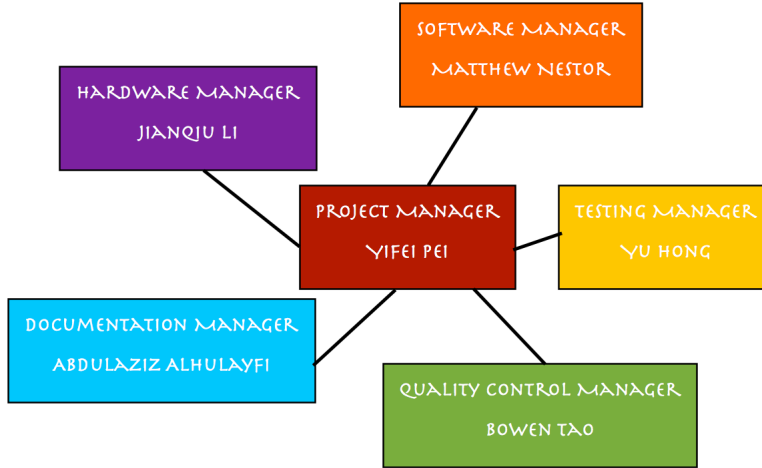 Software Manager
Matthew Nestor
Hardware Manager
Jianqiu Li
Project Manager
Yifei Pei
Testing Manager
Yu Hong
Documentation Manager
Abdulaziz Alhulayfi
Quality Control Manager
Bowen Tao